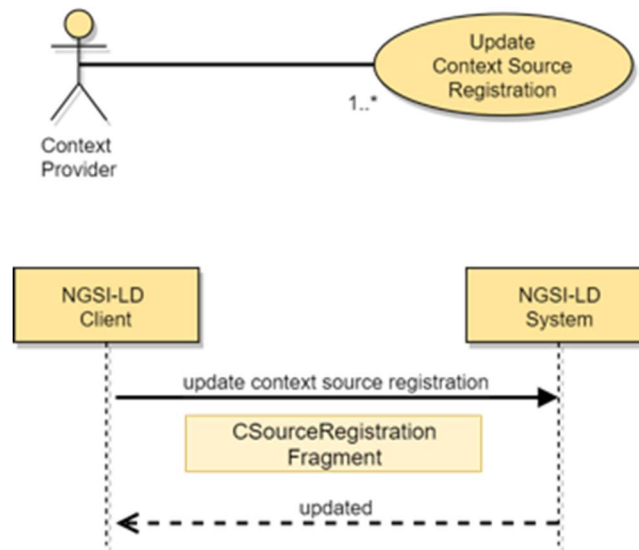 Update
Context Source
Registration
1..*
Context
Provider
NGSI-LD
Client
NGSI-LD
System
update context source registration
CSourceRegistration
Fragment
updated